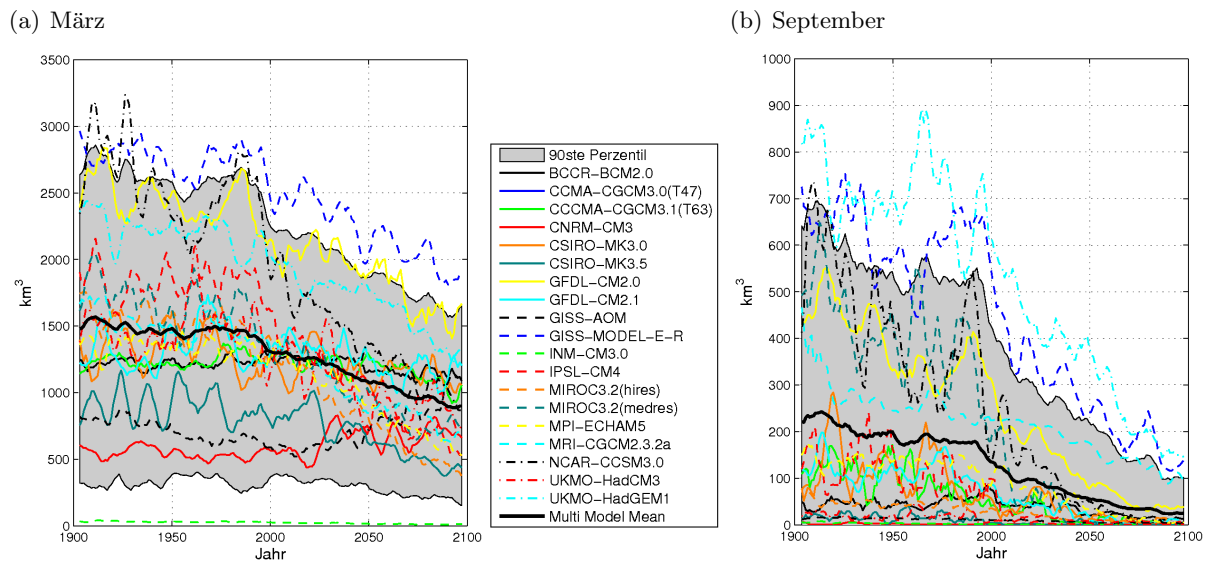 (a) März
(b) September
3500
3000
2500
2000
1500
1000
500
0
km3
1900
1950
2000
2050
2100
Jahr
90ste Perzentil
BCCR-BCM2.0
CCMA-CGCM3.0(T47)
CCCMA-CGCM3.1(T63)
CNRM-CM3
CSIRO-MK3.0
CSIRO-MK3.5
GFDL-CM2.0
GFDL-CM2.1
GISS-AOM
GISS-MODEL-E-R
INM-CM3.0
IPSL-CM4
MIROC3.2(hires)
MIROC3.2(medres)
MPI-ECHAM5
MRI-CGCM2.3.2a
NCAR-CCSM3.0
UKMO-HadCM3
UKMO-HadGEM1
Multi Model Mean
1000
900
800
700
600
500
400
300
200
100
0
km3
1900
1950
2000
2050
2100
Jahr